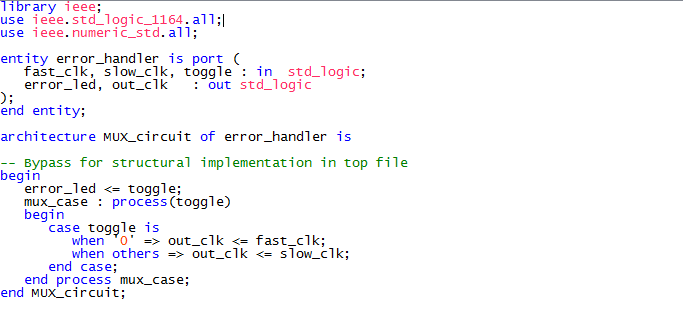 library ieee;
use ieee.std_logic_1164.all;
use ieee.numeric_std.all;
entity error_handler is port (
fast_clk, slow_clk, toggle : in  std_logic;
error_led, out_clk   : out std_logic
);
end entity;
architecture MUX_circuit of error_handler is
-- Bypass for structural implementation in top file
begin
error_led <= toggle;
mux_case : process(toggle)
begin
case toggle is
when '0' => out_clk <= fast_clk;
when others => out_clk <= slow_clk;
end case;
end process mux_case;
end MUX_circuit;